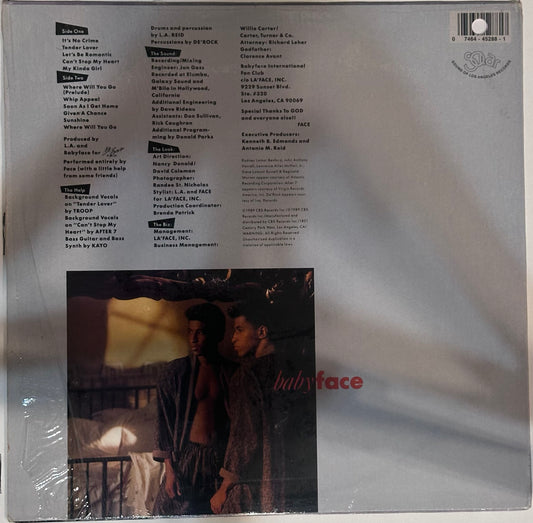 Side One
It's No Crime
Tender Lover
Let's Be Romantic
Can't Stop My Heart
My Kinda Girl
Side Two
Where Will You Go
(Prelude)
Whip Appeal
Soon As I Get Home
Given A Chance
Sunshine
Where Will You Go
Produced by
L.A. and
Babyface for
Performed entirely by
Face (with a little help
from some friends)
The Help
Background Vocals
on "Tender Lover"
by TROOP
Background Vocals
on "Can't Stop My
Heart" by AFTER 7
Bass Guitar and Bass
Synth by KAYO
Drums and percussion
by L.A. REID
Percussions by DE'ROCK
The Sound
Recording/Mixing
Engineer: Jon Gass
Recorded at Elumba,
Galaxy Sound and
M'Bila in Hollywood,
California
Additional Engineering
by Dave Rideau
Assistants: Don Sullivan,
Rick Caughron
Additional Program-
ming by Donald Parks
The Look
Art Direction:
Nancy Donald/
David Coleman
Photographer:
Randee St. Nicholas
Stylist: L.A. and FACE
for LA'FACE, INC.
Production Coordinator:
Brenda Patrick
The Biz
Management:
LA'FACE, INC.
Business Management:
Willie Carter/
Carter, Turner & Co.
Attorney: Richard Leher
Godfather:
Clarence Avant
Babyface International
Fan Club
c/o LA'FACE, INC.
9229 Sunset Blvd.
Ste. #320
Los Angeles, CA 90069
Special Thanks To GOD
and everyone else!!
FACE
Executive Producers:
Kenneth B. Edmonds and
Antonio M. Reid
0 7464-45288-1
Solar
SOUND OF LOS ANGELES RECORDS
babyface